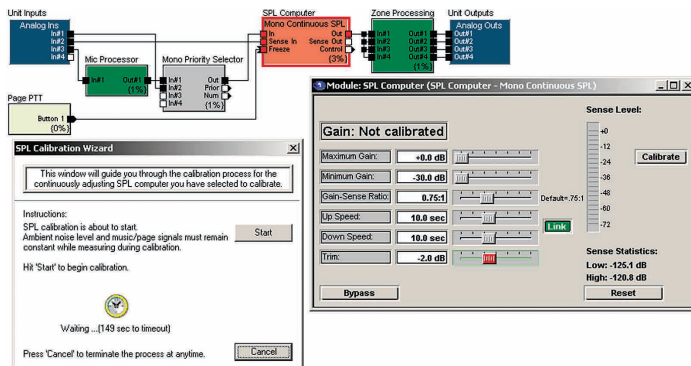 Unit Inputs
Analog Ins
In#1
In#2
In#3
In#4
Mic Processor
In#1 Out#1
(1%)
Mono Priority Selector
In#1 Out
In#2 Prior
In#3 Num
In#4
(1%)
Page PTT
Button 1
(0%)
SPL Computer
Mono Continuous SPL
In Out
Sense In Sense Out
Freeze Control
(3%)
Zone Processing
In#1 Out#1
In#2 Out#2
In#3 Out#3
In#4 Out#4
(1%)
Unit Outputs
Analog Outs
Out#1
Out#2
Out#3
Out#4
SPL Calibration Wizard
This window will guide you through the calibration process for the
continuously adjusting SPL computer you have selected to calibrate.
Instructions:
SPL calibration is about to start.
Ambient noise level and music/page signals must remain
constant while measuring during calibration.
Hit 'Start' to begin calibration.
Start
Waiting ...(149 sec to timeout)
Press 'Cancel' to terminate the process at anytime.
Cancel
Module: SPL Computer (SPL Computer - Mono Continuous SPL)
Gain: Not calibrated
Maximum Gain: +0.0 dB
Minimum Gain: -30.0 dB
Gain-Sense Ratio: 0.75:1 Default=.75:1
Up Speed: 10.0 sec
Down Speed: 10.0 sec
Link
Trim: -2.0 dB
Bypass
Sense Level:
+0
-12
-24
-36
-48
-60
-72
Calibrate
Sense Statistics:
Low: -125.1 dB
High: -120.8 dB
Reset